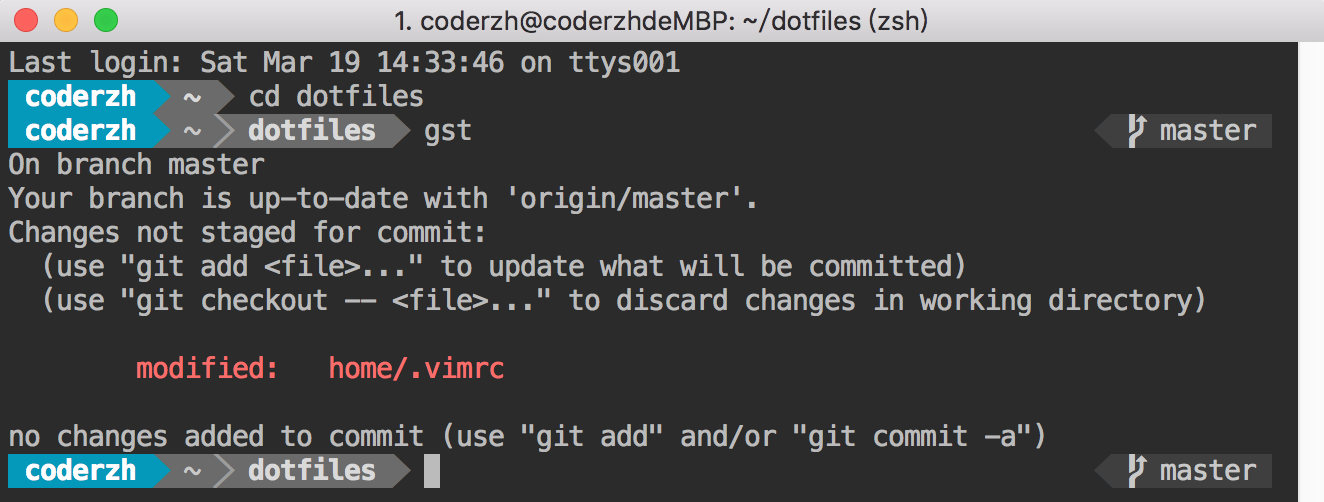 1. coderzh@coderzhdeMBP: ~/dotfiles (zsh)
Last login: Sat Mar 19 14:33:46 on ttys001
coderzh ~ cd dotfiles
coderzh ~ dotfiles gst master
On branch master
Your branch is up-to-date with 'origin/master'.
Changes not staged for commit:
  (use "git add <file>..." to update what will be committed)
  (use "git checkout -- <file>..." to discard changes in working directory)
        modified:   home/.vimrc
no changes added to commit (use "git add" and/or "git commit -a")
coderzh ~ dotfiles master